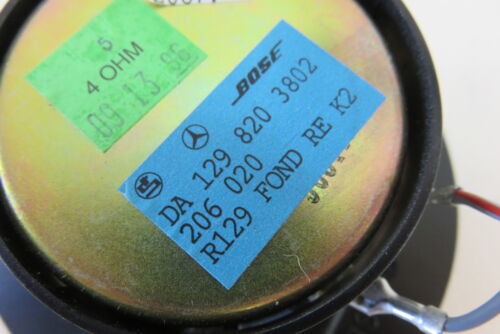 5
4 OHM
09 13 96
BOSE
DA 129 820 3802
206 020
R129 FOND RE K2